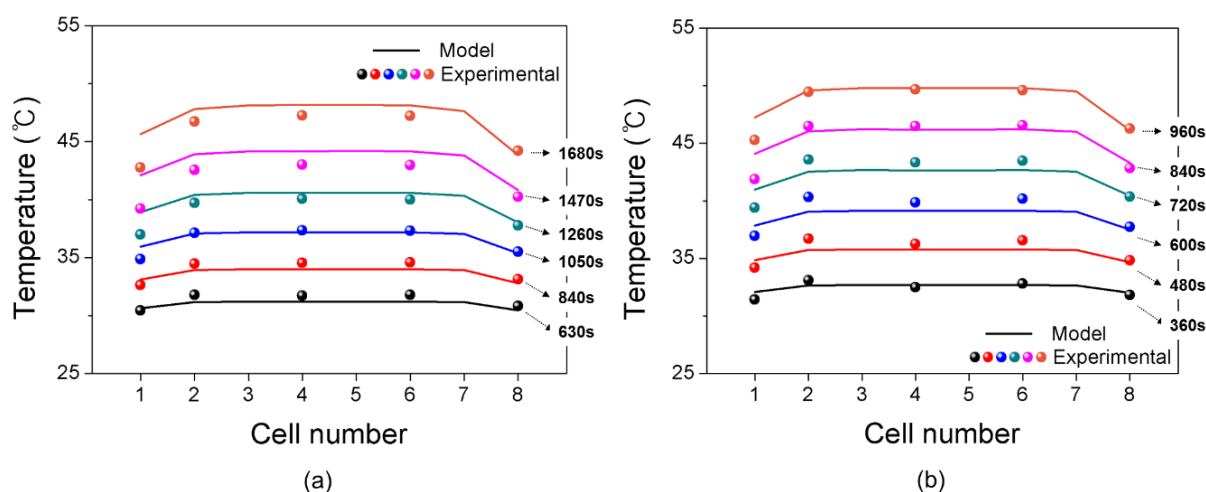 55
45
35
25
Temperature (℃)
Model
Experimental
1680s
1470s
1260s
1050s
840s
630s
1 2 3 4 5 6 7 8
Cell number
(a)
55
45
35
25
Temperature (℃)
960s
840s
720s
600s
480s
360s
Model
Experimental
1 2 3 4 5 6 7 8
Cell number
(b)